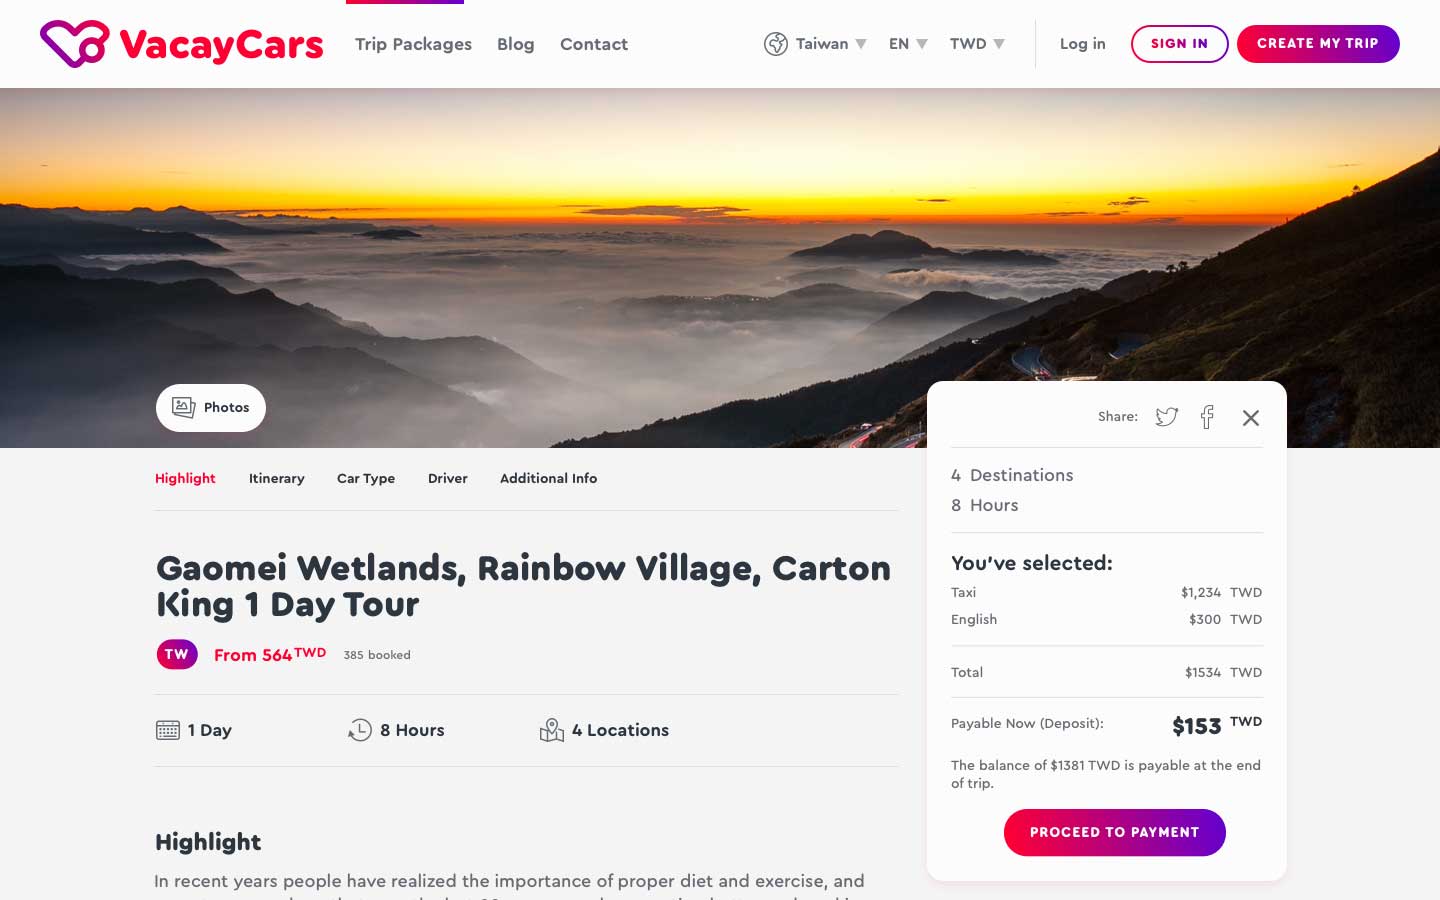 VacayCars
Trip Packages
Blog
Contact
Taiwan
EN
TWD
Log in
SIGN IN
CREATE MY TRIP
Photos
Share:
4 Destinations
8 Hours
You've selected:
Taxi $1,234 TWD
English $300 TWD
Total $1534 TWD
Payable Now (Deposit): $153 TWD
The balance of $1381 TWD is payable at the end
of trip.
PROCEED TO PAYMENT
Highlight
Itinerary
Car Type
Driver
Additional Info
Gaomei Wetlands, Rainbow Village, Carton
King 1 Day Tour
TW
From 564 TWD
385 booked
1 Day
8 Hours
4 Locations
Highlight
In recent years people have realized the importance of proper diet and exercise, and